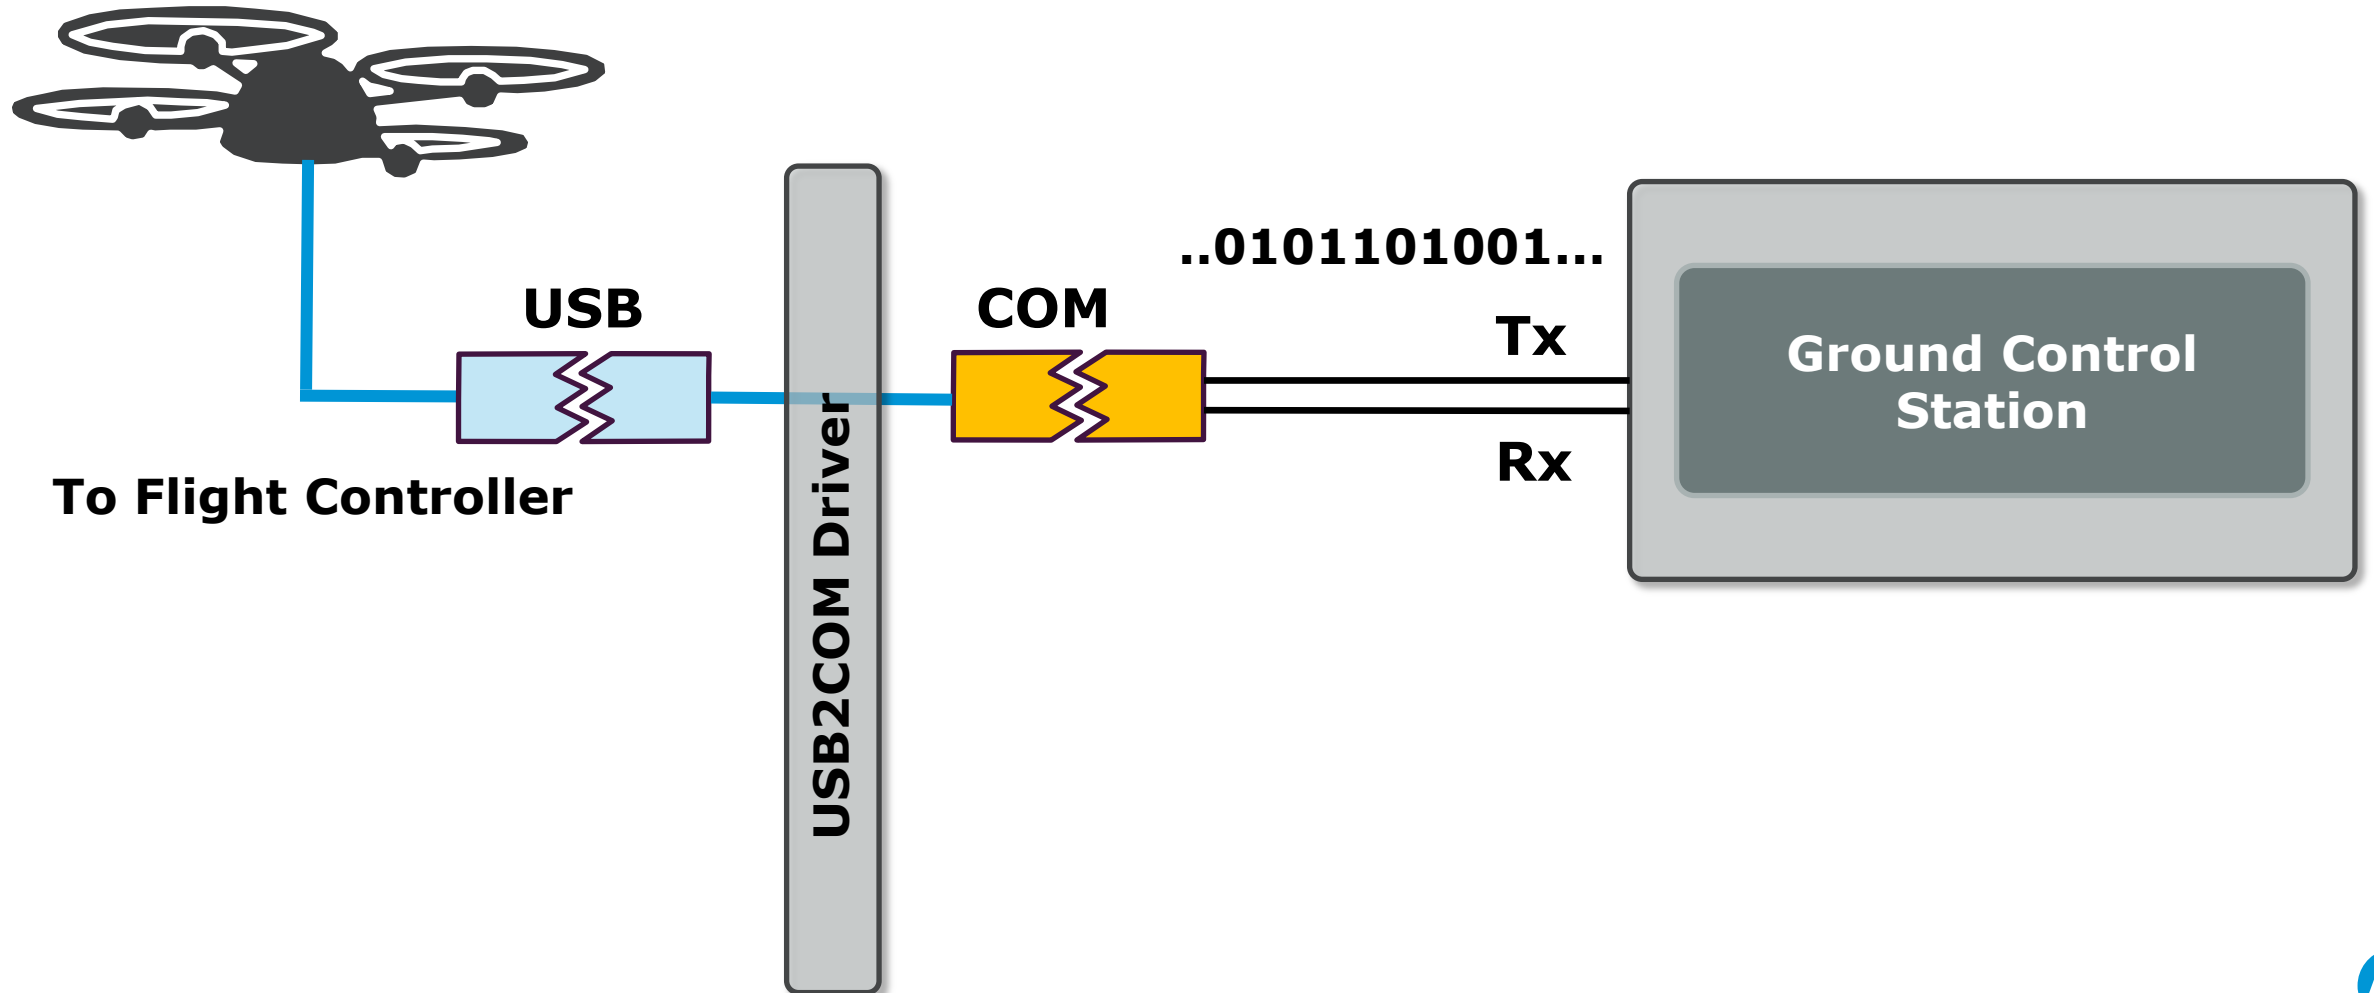 ..0101101001...
USB
COM
Tx
Ground Control
Station
Rx
To Flight Controller
USB2COM Driver